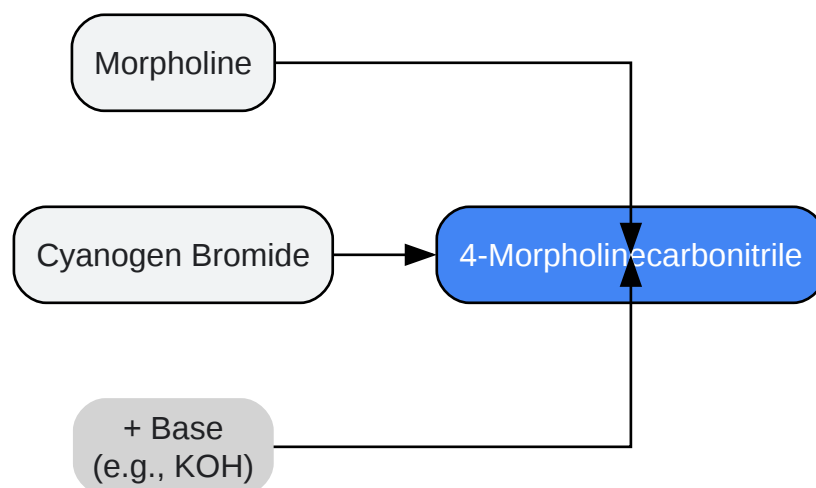 Morpholine
Cyanogen Bromide
4-Morpholinecarbonitrile
+ Base
(e.g., KOH)